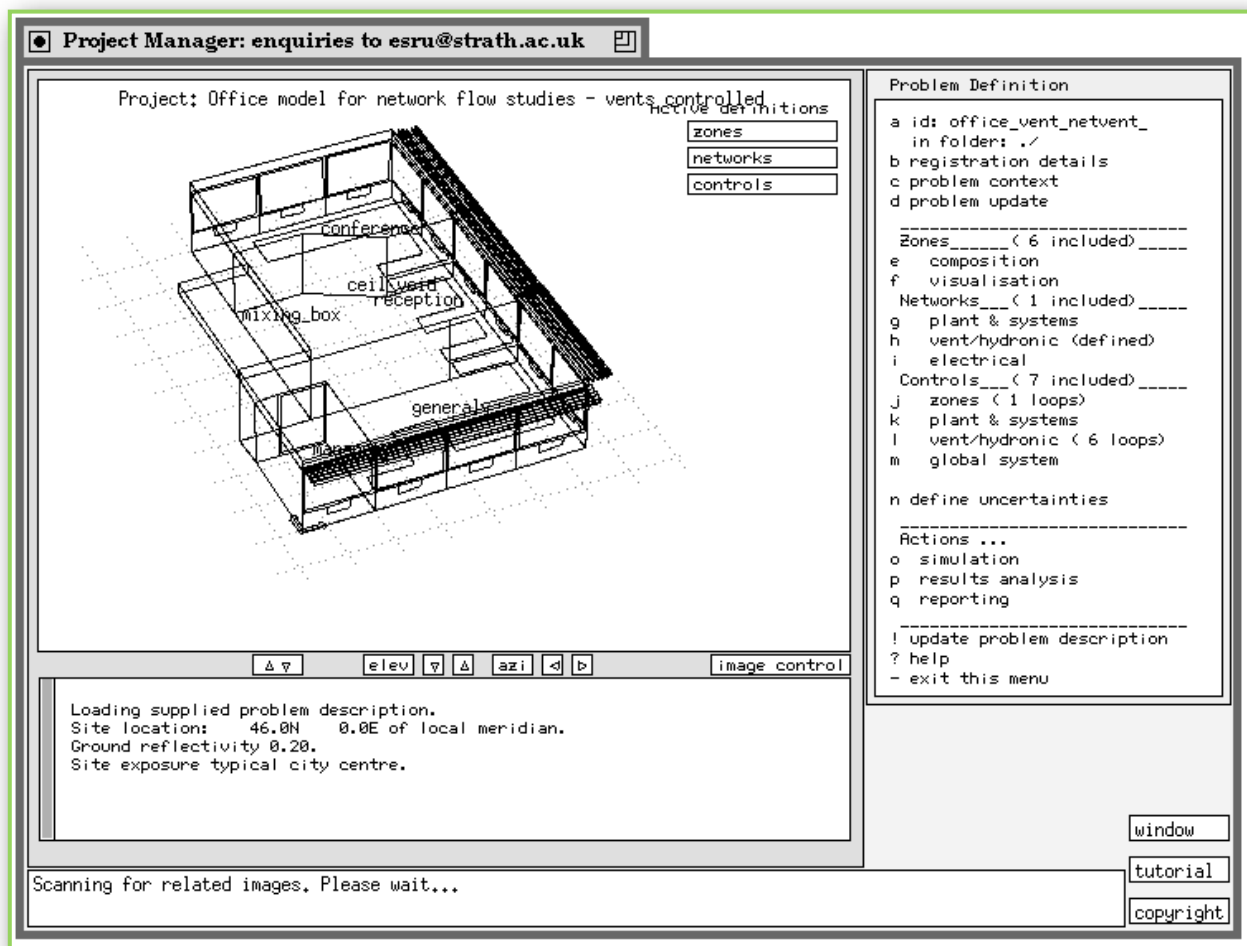 Project Manager: enquiries to esru@strath.ac.uk
Project: Office model for network flow studies - vents controlled
Active definitions
zones
networks
controls
conference
ceil_void
reception
mixing_box
general
elev
azi
image control
Loading supplied problem description.
Site location: 46.0N 0.0E of local meridian.
Ground reflectivity 0.20.
Site exposure typical city centre.
Scanning for related images. Please wait...
Problem Definition
a id: office_vent_netvent_
in folder: ./
b registration details
c problem context
d problem update
Zones______( 6 included)_____
e composition
f visualisation
Networks___( 1 included)_____
g plant & systems
h vent/hydronic (defined)
i electrical
Controls___( 7 included)_____
j zones ( 1 loops)
k plant & systems
l vent/hydronic ( 6 loops)
m global system
n define uncertainties
Actions ...
o simulation
p results analysis
q reporting
! update problem description
? help
- exit this menu
window
tutorial
copyright